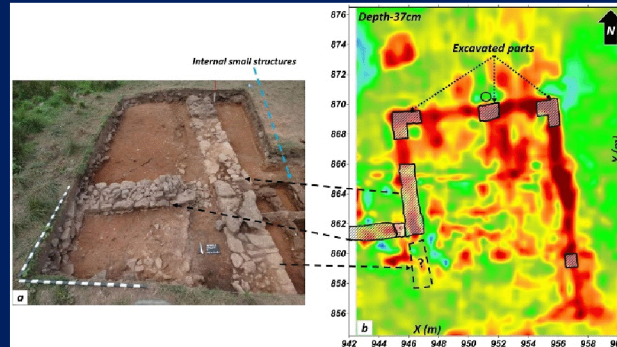 Internal small structures
a
Depth-37cm
N
Excavated parts
876
874
872
870
868
866
864
862
860
858
856
?
b
X (m)
Y (m)
942 944 946 948 950 952 954 956 958